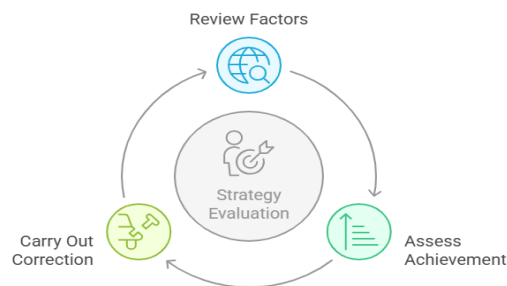 Review Factors
Strategy
Evaluation
Carry Out
Correction
Assess
Achievement